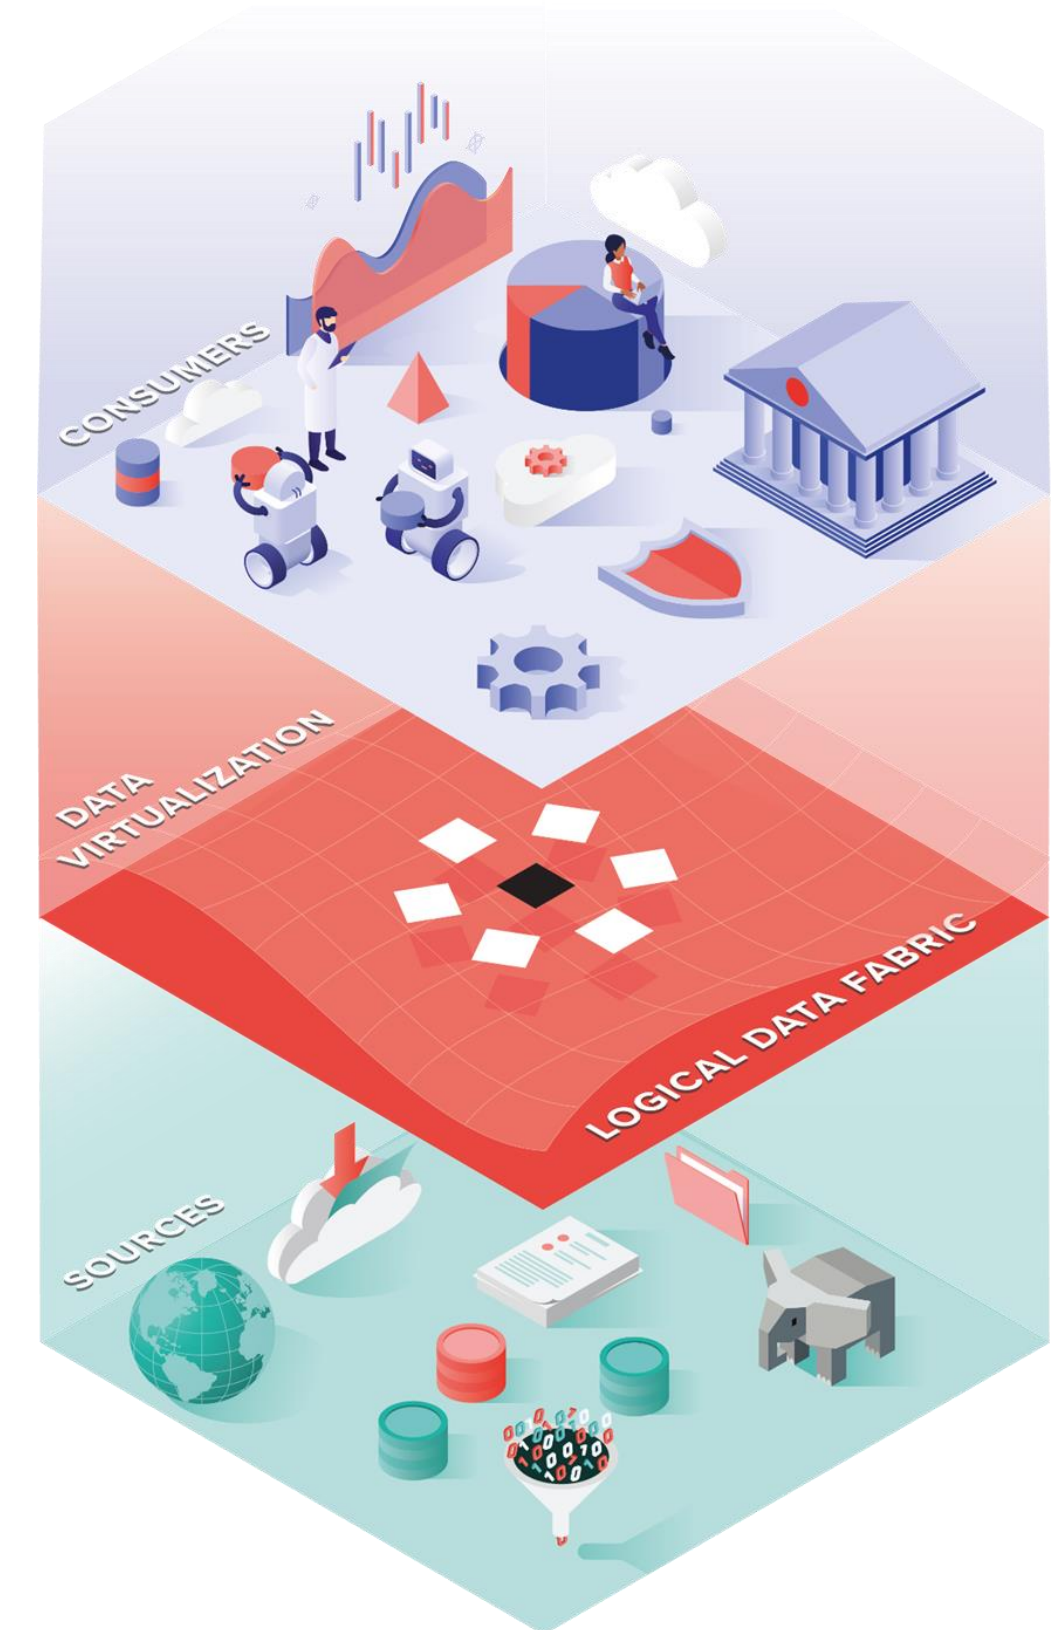 CONSUMERS
DATA
VIRTUALIZATION
LOGICAL DATA FABRIC
SOURCES